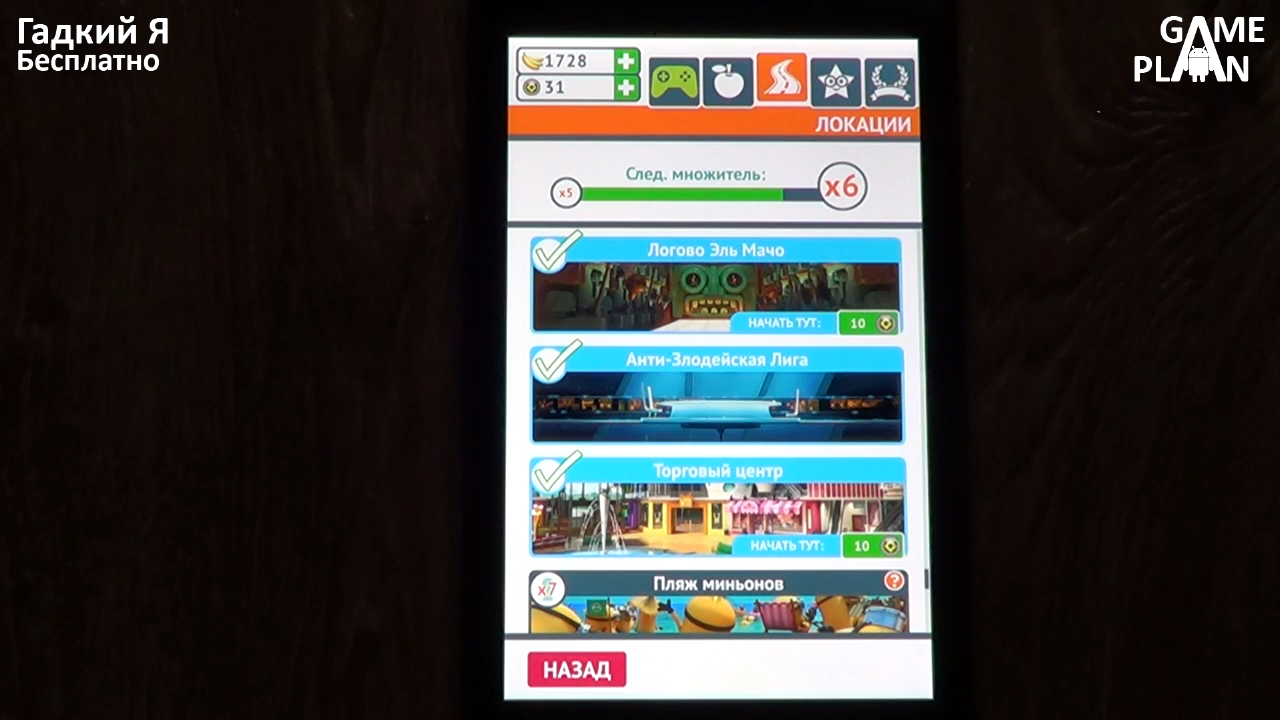 Гадкий Я
Бесплатно
GAME
PLAN
1728
31
ЛОКАЦИИ
След. множитель:
x5
x6
Логово Эль Мачо
НАЧАТЬ ТУТ: 10
Анти-Злодейская Лига
Торговый центр
НАЧАТЬ ТУТ: 10
x7
Пляж миньонов
?
НАЗАД